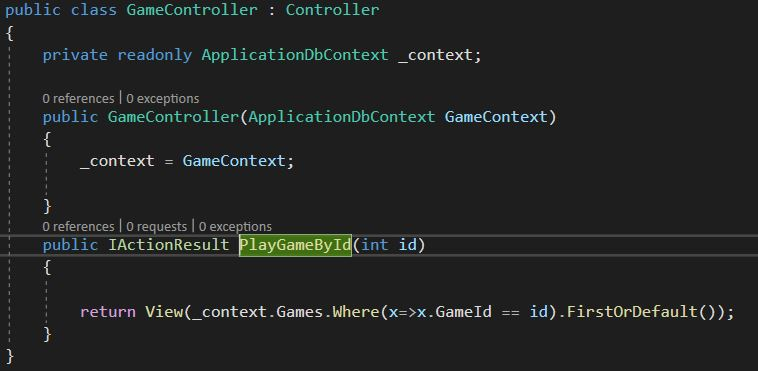 public class GameController : Controller
{
private readonly ApplicationDbContext _context;
0 references | 0 exceptions
public GameController(ApplicationDbContext GameContext)
{
_context = GameContext;
}
0 references | 0 requests | 0 exceptions
public IActionResult PlayGameById(int id)
{
return View(_context.Games.Where(x=>x.GameId == id).FirstOrDefault());
}
}